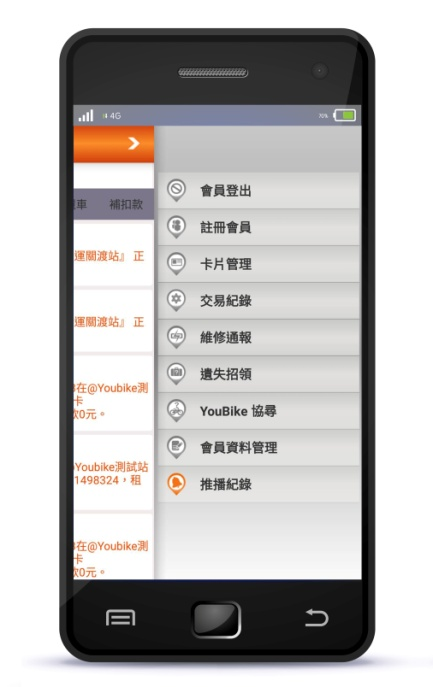 4G
70%
車
補扣款
運關渡站』 正
運關渡站』 正
在@Youbike測
卡
欠0元。
Youbike測試站
1498324，租
在@Youbike測
卡
欠0元。
會員登出
註冊會員
卡片管理
交易紀錄
維修通報
遺失招領
YouBike 協尋
會員資料管理
推播紀錄